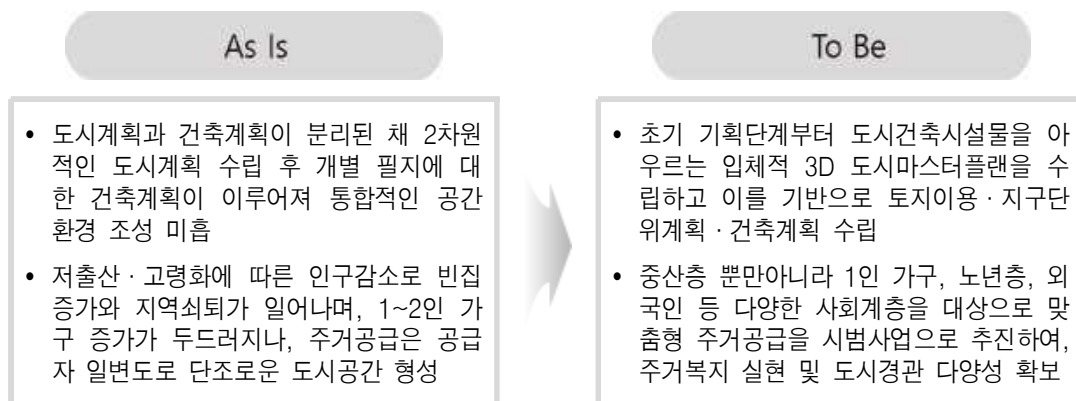 As Is
• 도시계획과 건축계획이 분리된 채 2차원
적인 도시계획 수립 후 개별 필지에 대
한 건축계획이 이루어져 통합적인 공간
환경 조성 미흡
• 저출산 · 고령화에 따른 인구감소로 빈집
증가와 지역쇠퇴가 일어나며, 1~2인 가
구 증가가 두드러지나, 주거공급은 공급
자 일변도로 단조로운 도시공간 형성
To Be
• 초기 기획단계부터 도시건축시설물을 아
우르는 입체적 3D 도시마스터플랜을 수
립하고 이를 기반으로 토지이용 · 지구단
위계획 · 건축계획 수립
• 중산층 뿐만아니라 1인 가구, 노년층, 외
국인 등 다양한 사회계층을 대상으로 맞
춤형 주거공급을 시범사업으로 추진하여,
주거복지 실현 및 도시경관 다양성 확보